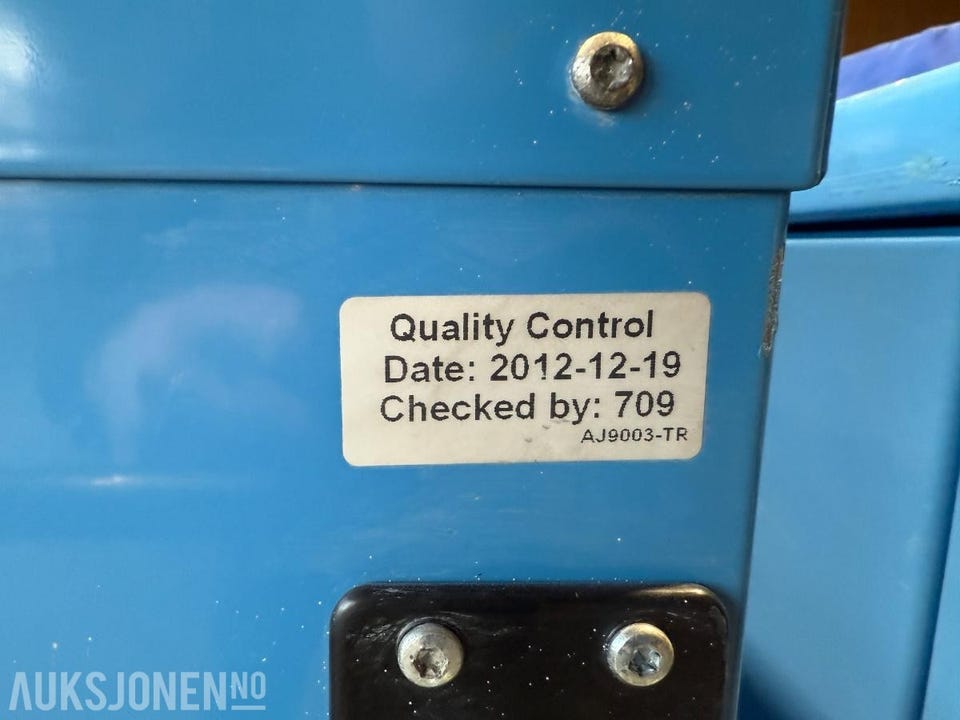 Quality Control
Date: 2012-12-19
Checked by: 709
AJ9003-TR
AUKSJONEN NO